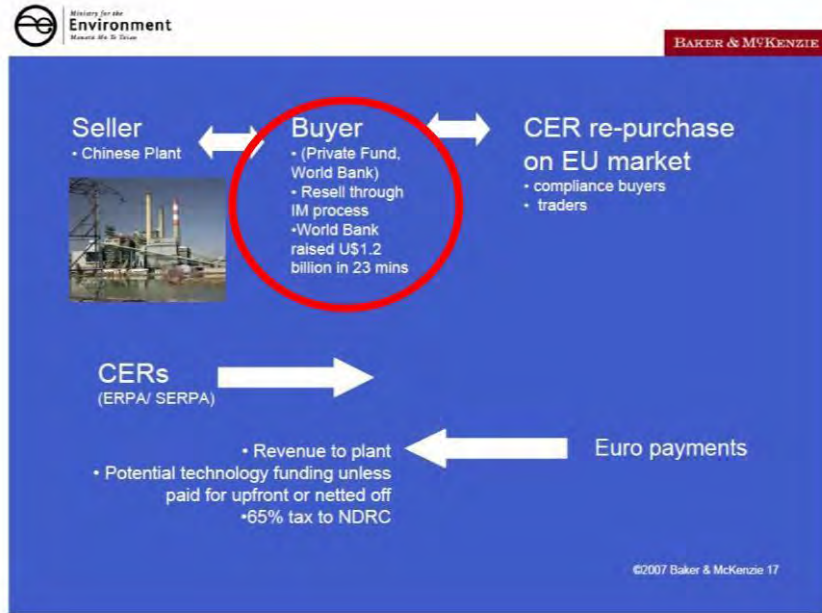 Ministry for the
Environment
Manatū Mō Te Taiao
BAKER & MCKENZIE
Seller
• Chinese Plant
Buyer
• (Private Fund,
World Bank)
• Resell through
IM process
•World Bank
raised U$1.2
billion in 23 mins
CER re-purchase
on EU market
• compliance buyers
• traders
CERs
(ERPA/ SERPA)
• Revenue to plant
• Potential technology funding unless
paid for upfront or netted off
•65% tax to NDRC
Euro payments
©2007 Baker & McKenzie 17